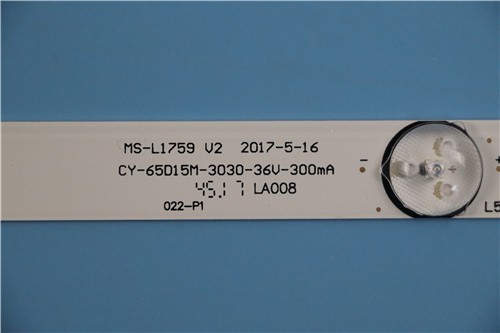 MS-L1759 V2 2017-5-16
CY-65D15M-3030-36V-300mA
LA008
022-P1
L5